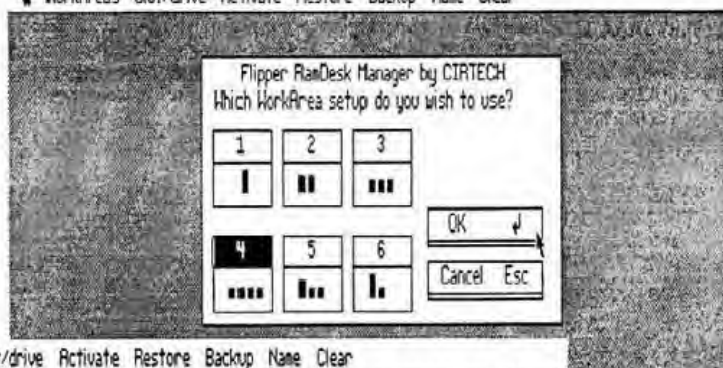 Flipper RamDesk Manager by CIRTECH
Which WorkArea setup do you wish to use?
1 2 3
4 5 6
OK
Cancel Esc
/drive Activate Restore Backup Name Clear